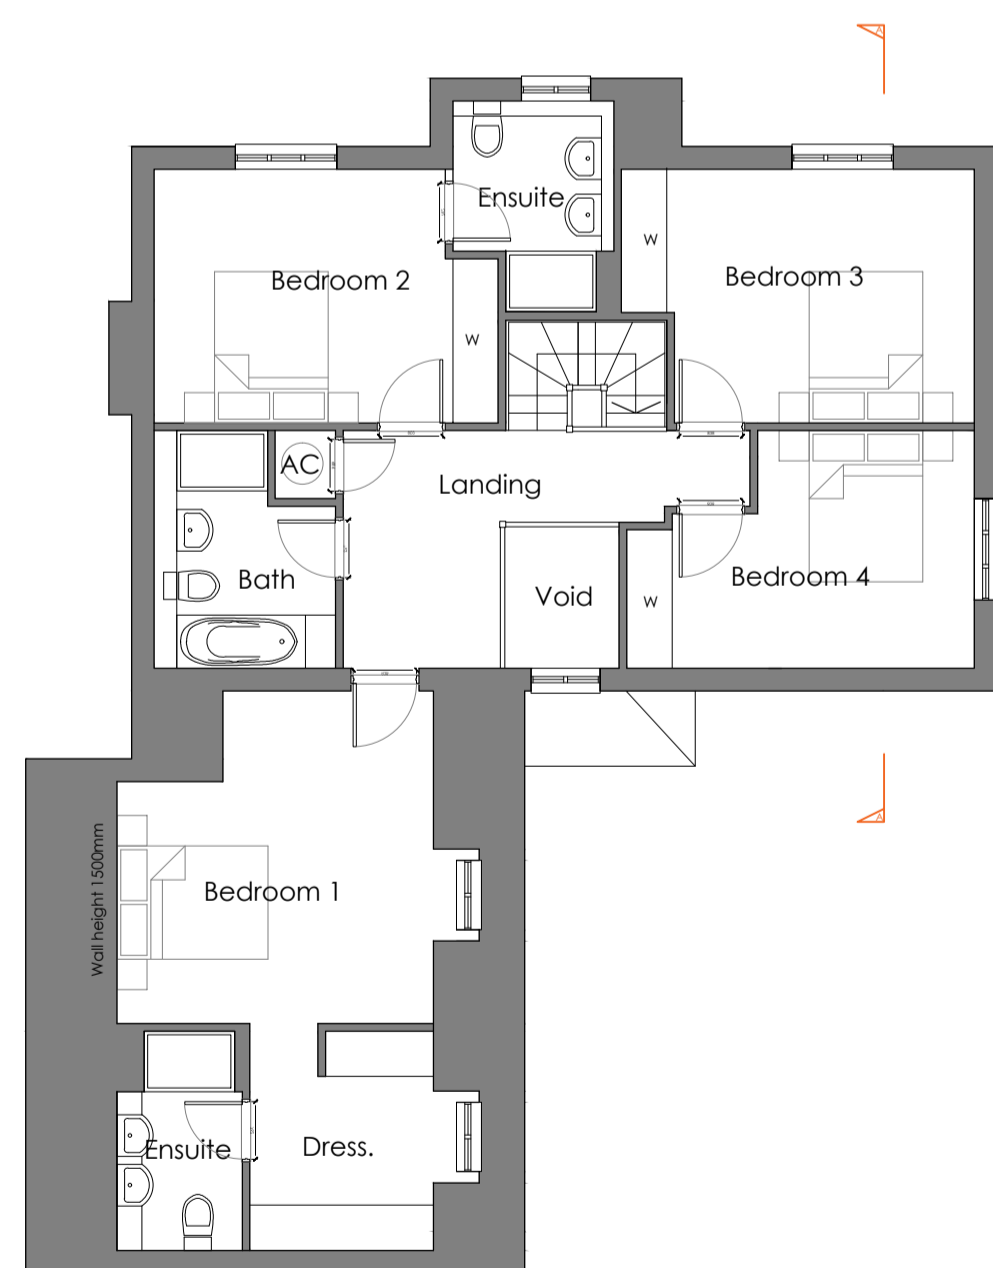 A
Ensuite
W
Bedroom 3
Bedroom 2
W
AC
Landing
Bedroom 4
Bath
Void
W
A
Wall height 1500mm
Bedroom 1
Ensuite
Dress.